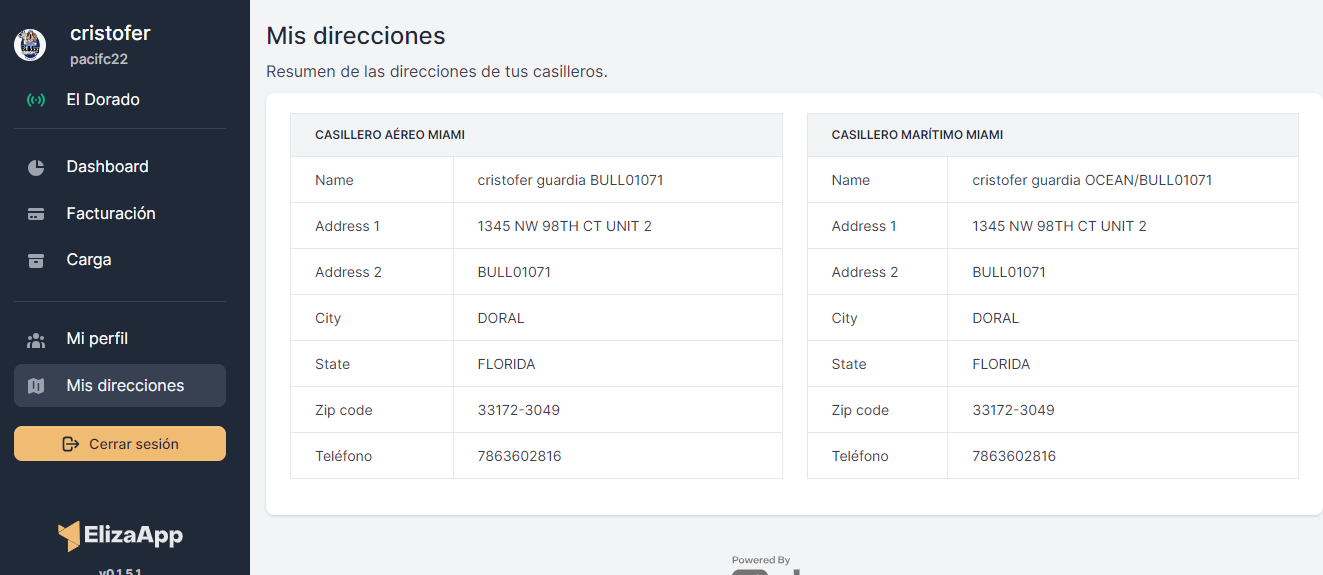 cristofer
pacifc22
El Dorado
Dashboard
Facturación
Carga
Mi perfil
Mis direcciones
Cerrar sesión
ElizaApp
v0.1.5.1
Mis direcciones
Resumen de las direcciones de tus casilleros.
CASILLERO AÉREO MIAMI
Name cristofer guardia BULL01071
Address 1 1345 NW 98TH CT UNIT 2
Address 2 BULL01071
City DORAL
State FLORIDA
Zip code 33172-3049
Teléfono 7863602816
CASILLERO MARÍTIMO MIAMI
Name cristofer guardia OCEAN/BULL01071
Address 1 1345 NW 98TH CT UNIT 2
Address 2 BULL01071
City DORAL
State FLORIDA
Zip code 33172-3049
Teléfono 7863602816
Powered By